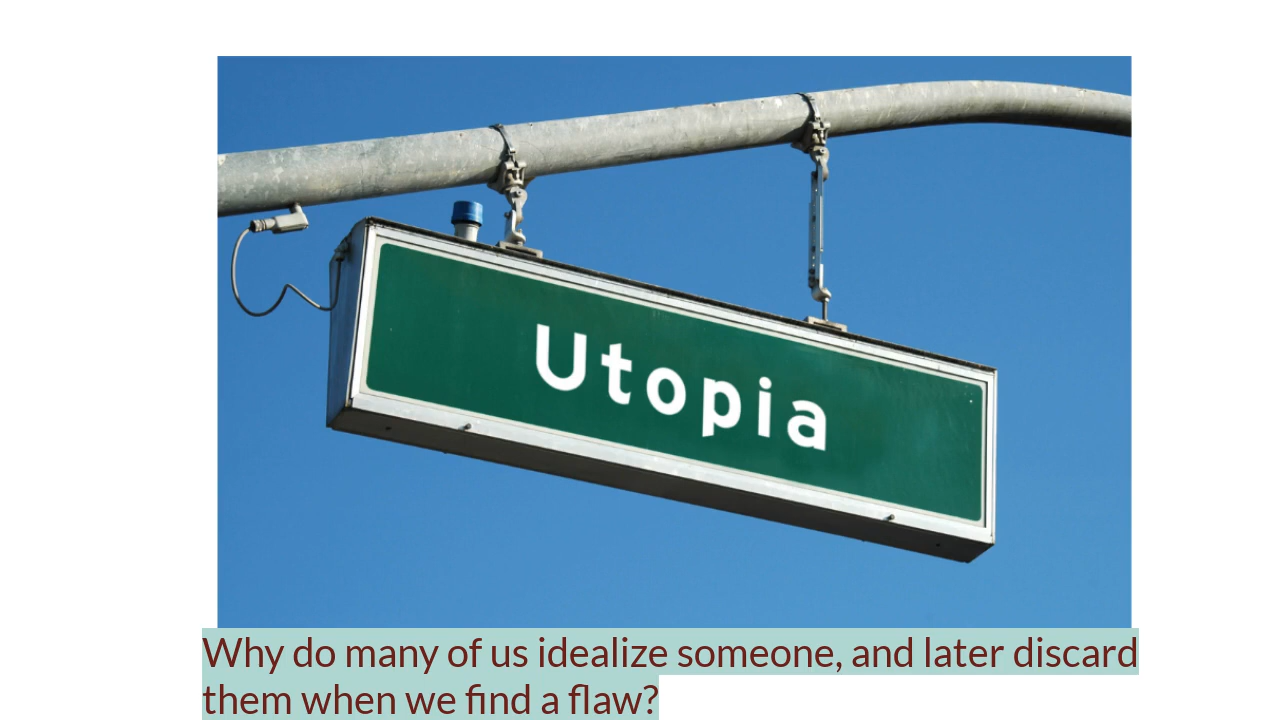 Utopia
Why do many of us idealize someone, and later discard
them when we find a flaw?